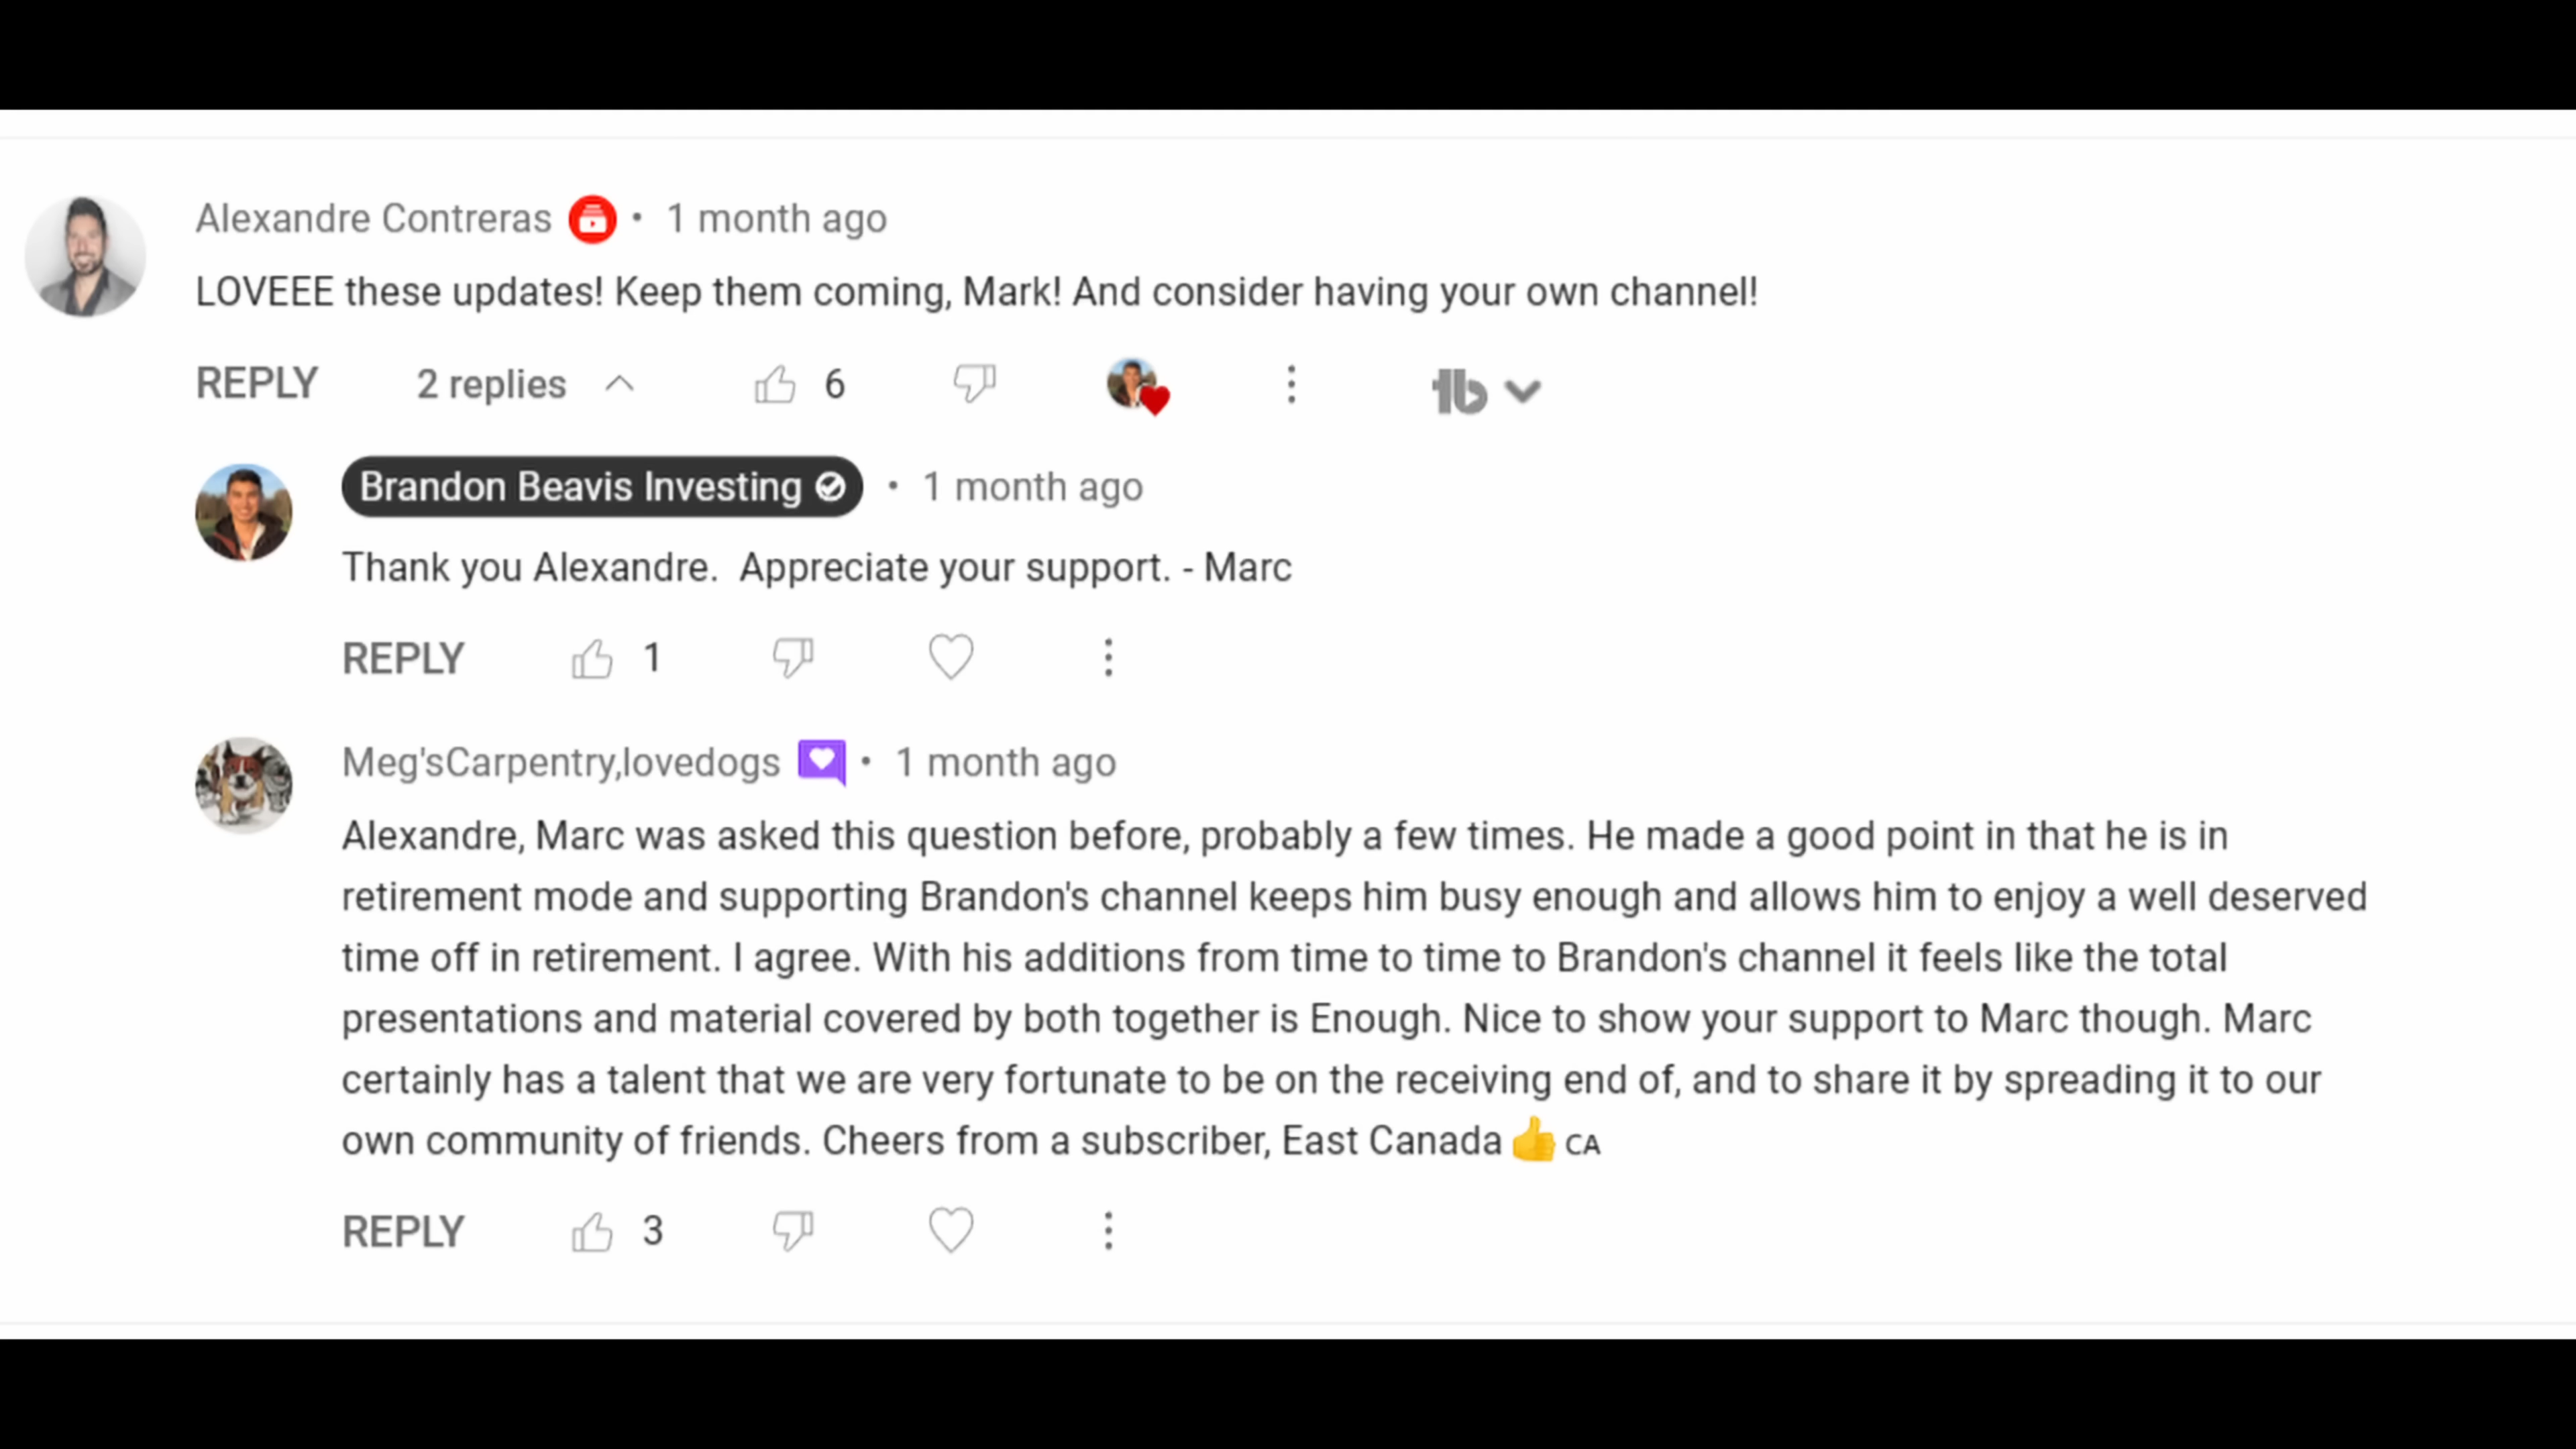 Alexandre Contreras • 1 month ago
LOVEEE these updates! Keep them coming, Mark! And consider having your own channel!
REPLY 2 replies 6 tb
Brandon Beavis Investing • 1 month ago
Thank you Alexandre.  Appreciate your support. - Marc
REPLY 1
Meg'sCarpentry,lovedogs • 1 month ago
Alexandre, Marc was asked this question before, probably a few times. He made a good point in that he is in
retirement mode and supporting Brandon's channel keeps him busy enough and allows him to enjoy a well deserved
time off in retirement. I agree. With his additions from time to time to Brandon's channel it feels like the total
presentations and material covered by both together is Enough. Nice to show your support to Marc though. Marc
certainly has a talent that we are very fortunate to be on the receiving end of, and to share it by spreading it to our
own community of friends. Cheers from a subscriber, East Canada 👍 CA
REPLY 3